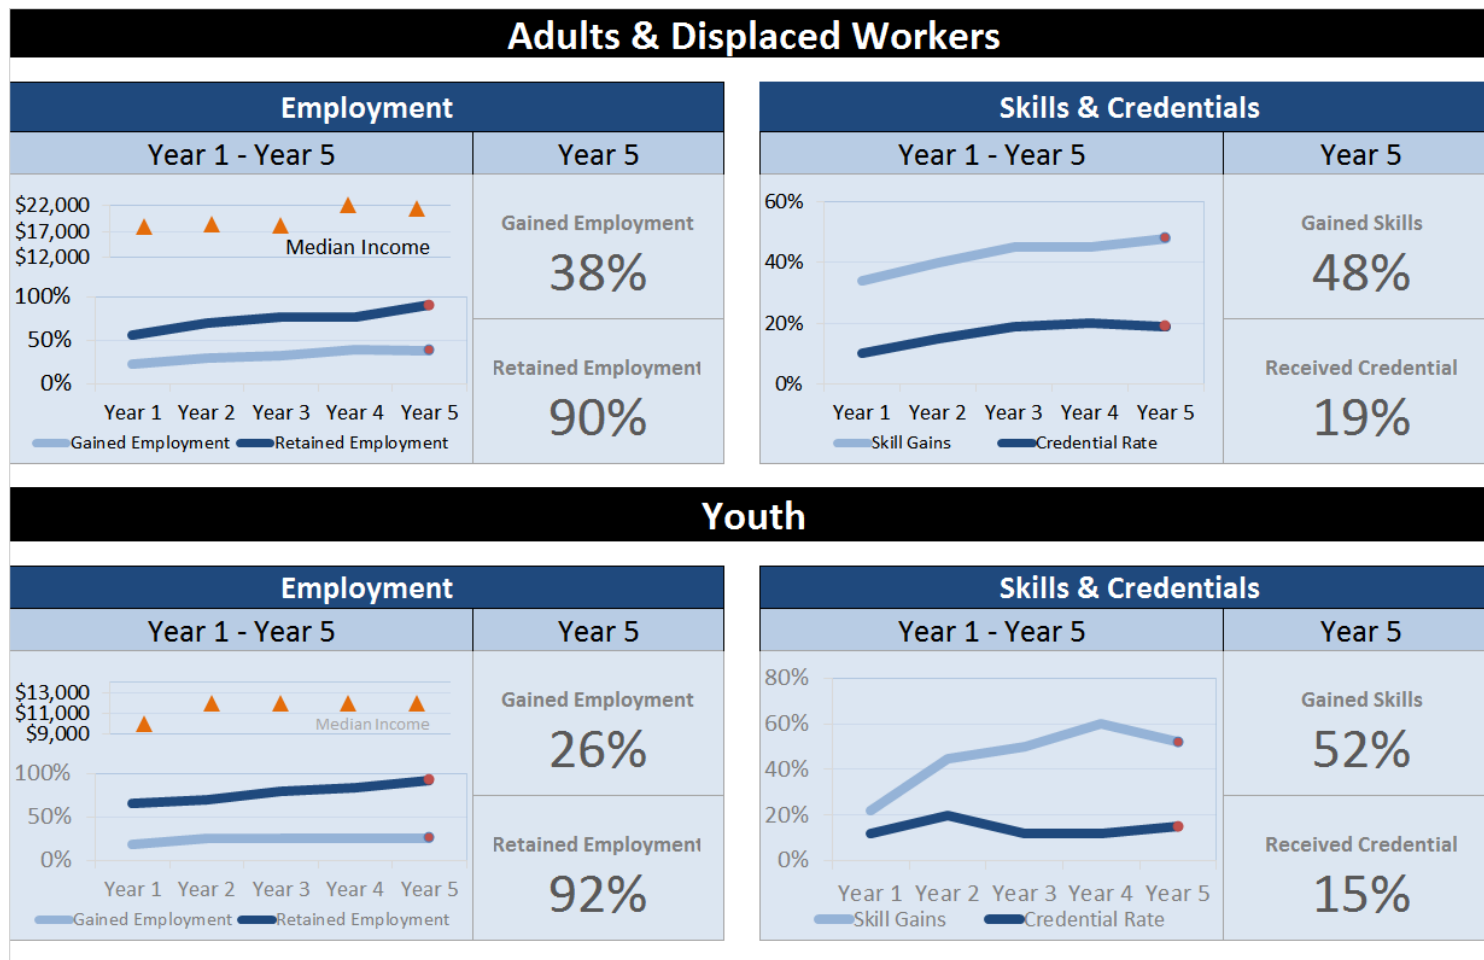 Adults & Displaced Workers
Employment
Year 1 - Year 5
Year 5
$22,000
$17,000
$12,000
Median Income
100%
50%
0%
Year 1 Year 2 Year 3 Year 4 Year 5
Gained Employment Retained Employment
Gained Employment
38%
Retained Employment
90%
Skills & Credentials
Year 1 - Year 5
Year 5
60%
40%
20%
0%
Year 1 Year 2 Year 3 Year 4 Year 5
Skill Gains Credential Rate
Gained Skills
48%
Received Credential
19%
Youth
Employment
Year 1 - Year 5
Year 5
$13,000
$11,000
$9,000
Median Income
100%
50%
0%
Year 1 Year 2 Year 3 Year 4 Year 5
Gained Employment Retained Employment
Gained Employment
26%
Retained Employment
92%
Skills & Credentials
Year 1 - Year 5
Year 5
80%
60%
40%
20%
0%
Year 1 Year 2 Year 3 Year 4 Year 5
Skill Gains Credential Rate
Gained Skills
52%
Received Credential
15%